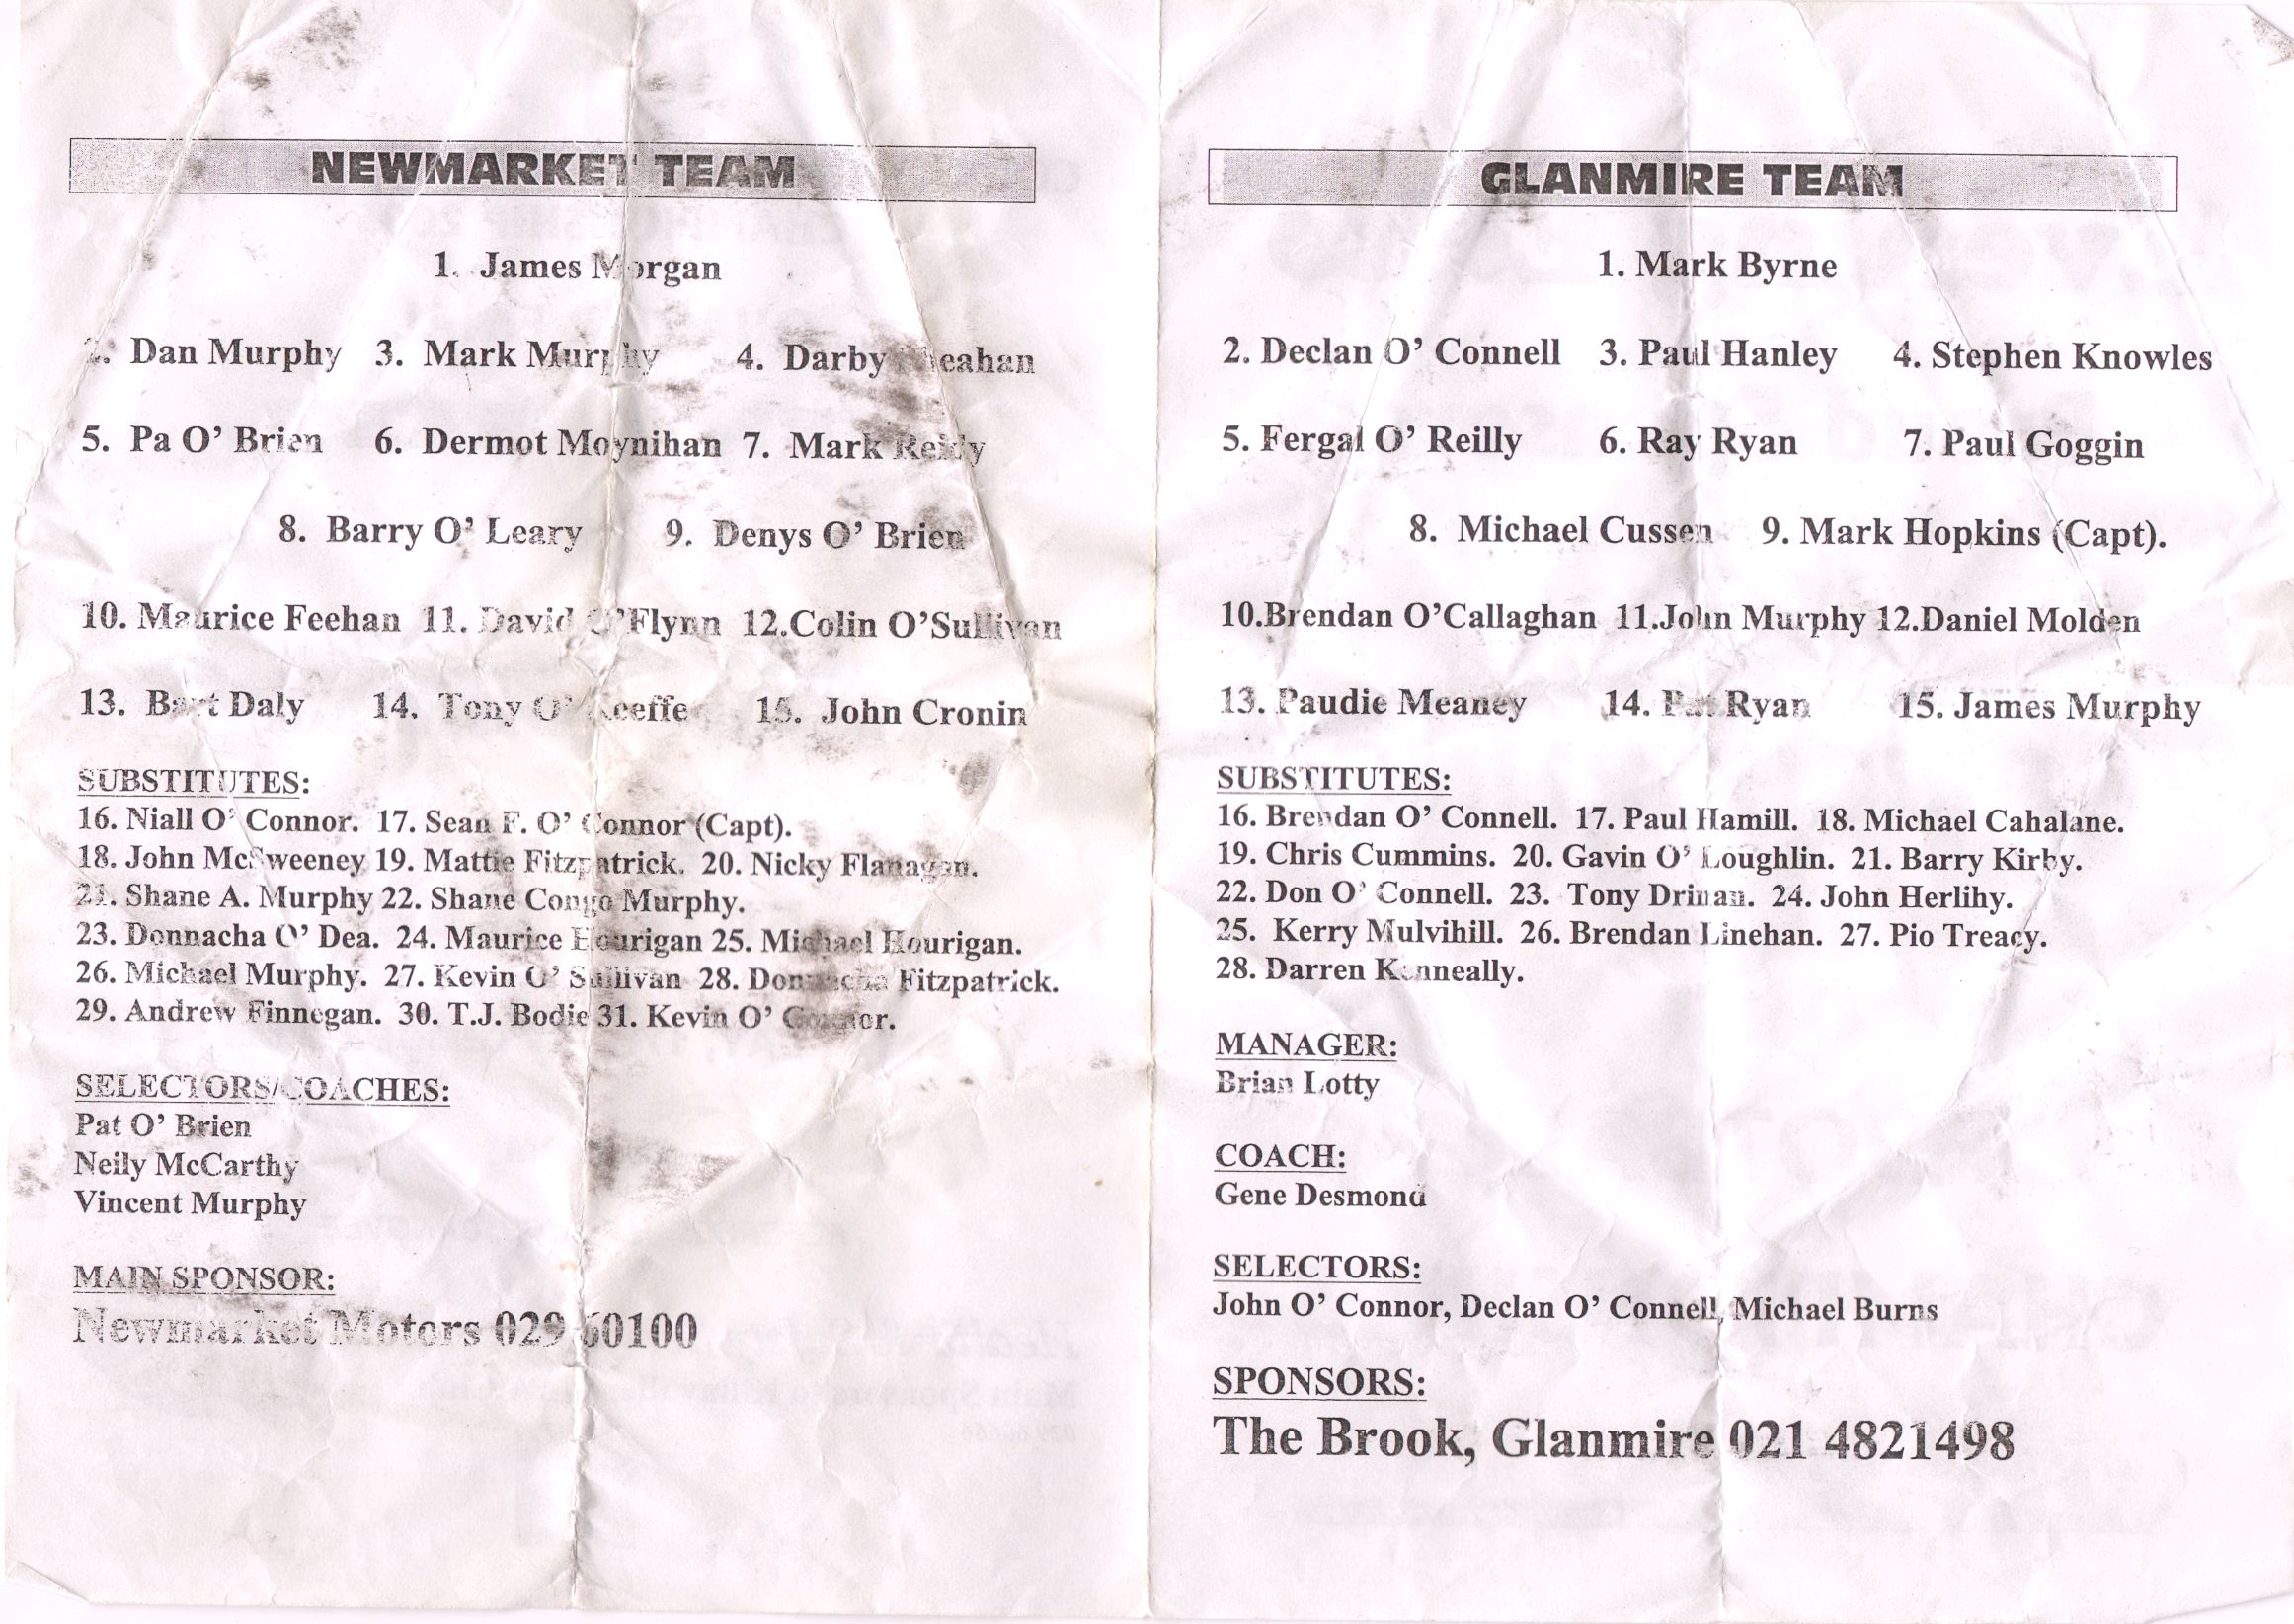 NEWMARKET TEAM
1. James Morgan
2. Dan Murphy 3. Mark Murphy 4. Darby
5. Pa O' Brien 6. Dermot Moynihan 7. Mark Reidy
8. Barry O' Leary 9. Denys O' Brien
10. Maurice Feehan 11. David O'Flynn 12.Colin O'Sullivan
13. Bart Daly 14. Tony O' Keeffe 15. John Cronin
SUBSTITUTES:
16. Niall O' Connor. 17. Sean F. O' Connor (Capt).
18. John McSweeney 19. Mattie Fitzpatrick. 20. Nicky Flanagan.
21. Shane A. Murphy 22. Shane Congo Murphy.
23. Donnacha O' Dea. 24. Maurice Hourigan 25. Michael Hourigan.
26. Michael Murphy. 27. Kevin O' Sullivan 28. Donnacha Fitzpatrick.
29. Andrew Finnegan. 30. T.J. Bodie 31. Kevin O' Connor.
SELECTORS/COACHES:
Pat O' Brien
Neily McCarthy
Vincent Murphy
MAIN SPONSOR:
Newmarket Motors 029 60100
GLANMIRE TEAM
1. Mark Byrne
2. Declan O' Connell 3. Paul Hanley 4. Stephen Knowles
5. Fergal O' Reilly 6. Ray Ryan 7. Paul Goggin
8. Michael Cussen 9. Mark Hopkins (Capt).
10.Brendan O'Callaghan 11.John Murphy 12.Daniel Molden
13. Paudie Meaney 14. Pat Ryan 15. James Murphy
SUBSTITUTES:
16. Brendan O' Connell. 17. Paul Hamill. 18. Michael Cahalane.
19. Chris Cummins. 20. Gavin O' Loughlin. 21. Barry Kirby.
22. Don O' Connell. 23. Tony Drinan. 24. John Herlihy.
25. Kerry Mulvihill. 26. Brendan Linehan. 27. Pio Treacy.
28. Darren Kenneally.
MANAGER:
Brian Lotty
COACH:
Gene Desmond
SELECTORS:
John O' Connor, Declan O' Connell, Michael Burns
SPONSORS:
The Brook, Glanmire 021 4821498